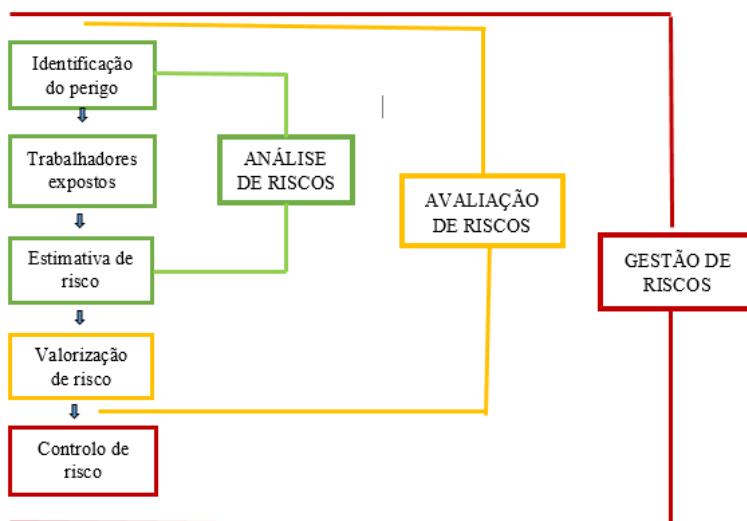 Identificação
do perigo
Trabalhadores
expostos
Estimativa de
risco
Valorização
de risco
Controlo de
risco
ANÁLISE
DE RISCOS
AVALIAÇÃO
DE RISCOS
GESTÃO DE
RISCOS